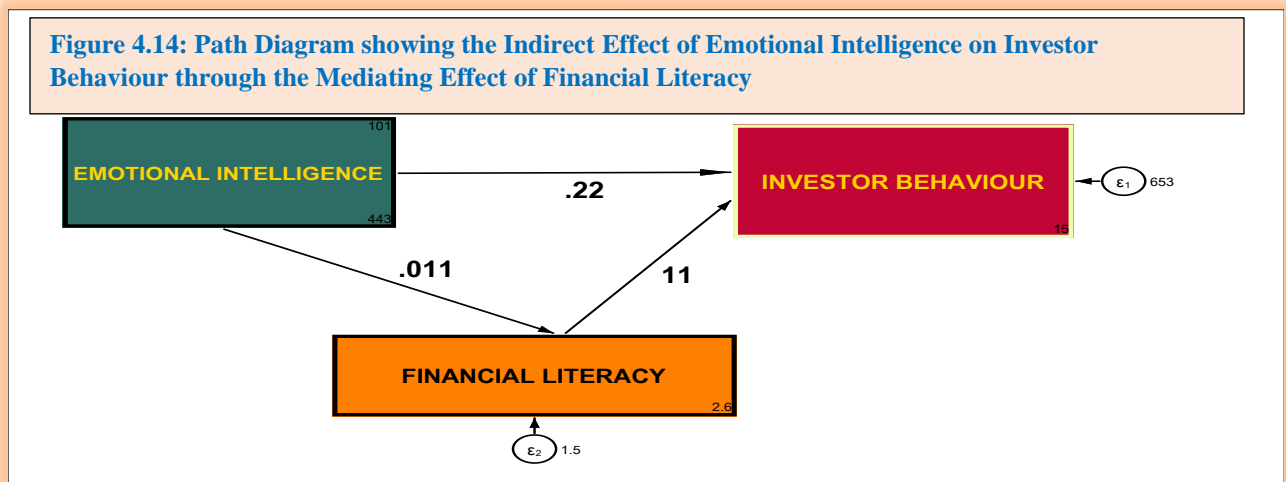 Figure 4.14: Path Diagram showing the Indirect Effect of Emotional Intelligence on Investor
Behaviour through the Mediating Effect of Financial Literacy
101
EMOTIONAL INTELLIGENCE
443
.22
INVESTOR BEHAVIOUR
15
ε₁ 653
.011
11
FINANCIAL LITERACY
2.6
ε₂ 1.5